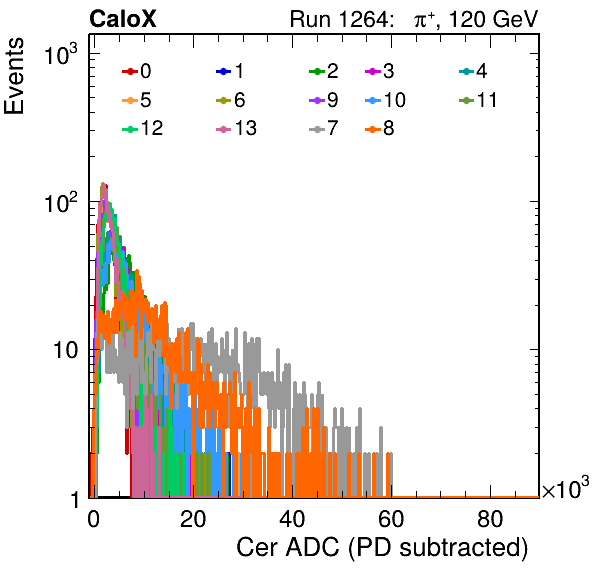 CaloX Run 1264: π⁺, 120 GeV
Events
10³
0 1 2 3 4
5 6 9 10 11
12 13 7 8
10²
10
1
0 20 40 60 80 ×10³
Cer ADC (PD subtracted)